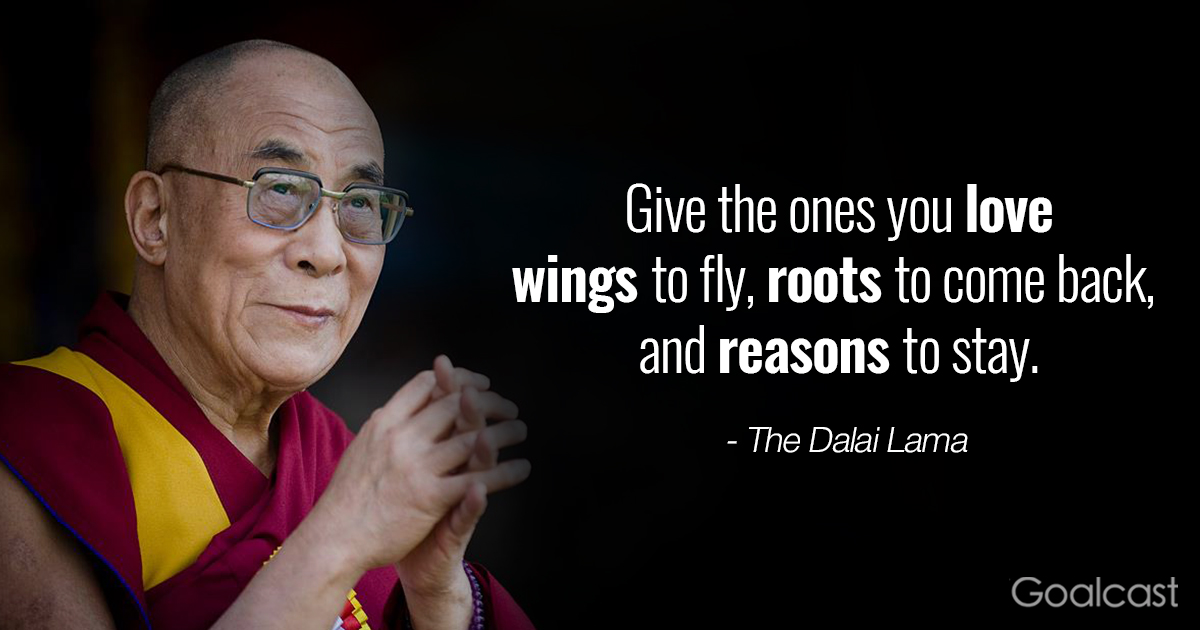 Give the ones you love
wings to fly, roots to come back,
and reasons to stay.
- The Dalai Lama
Goalcast